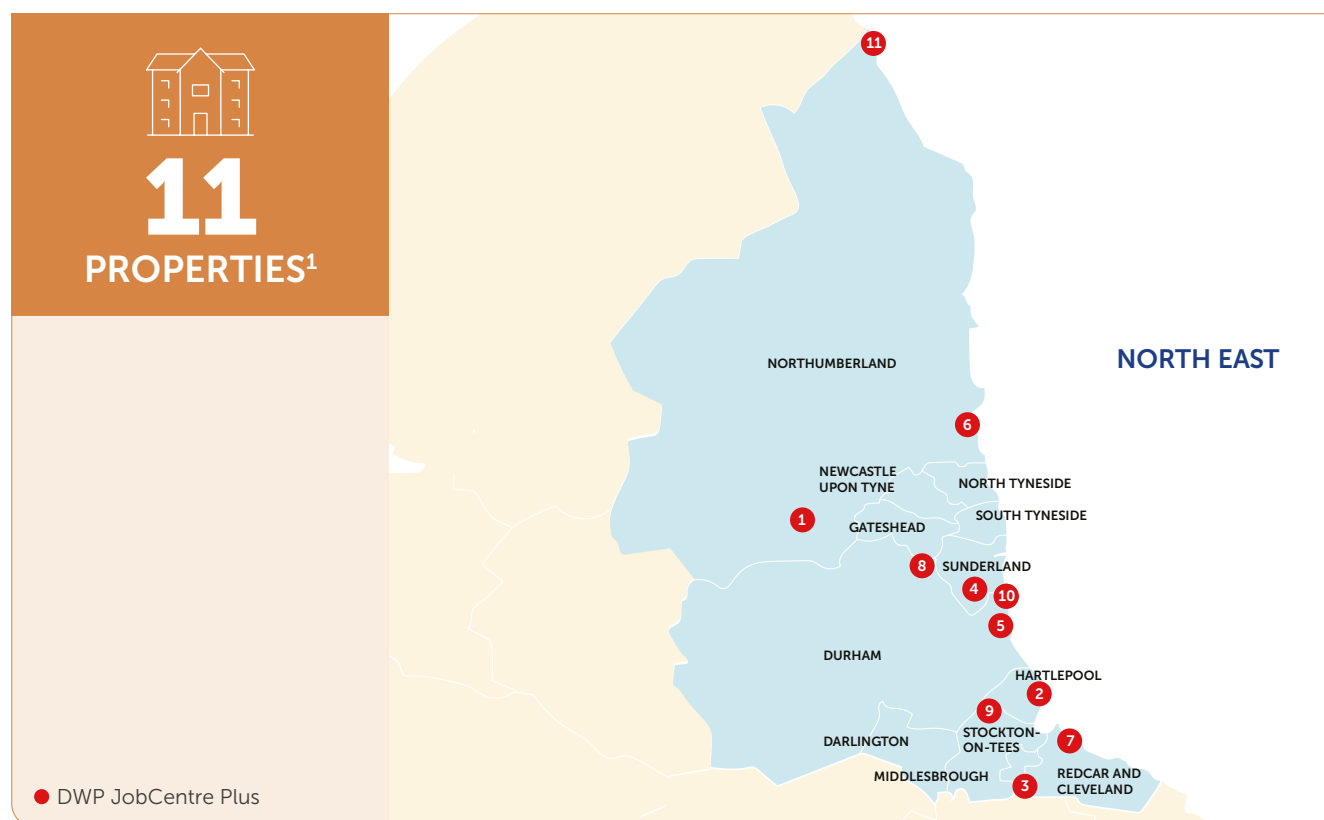 11
PROPERTIES¹
DWP JobCentre Plus
NORTH EAST
11
NORTHUMBERLAND
6
NEWCASTLE
UPON TYNE
NORTH TYNESIDE
1
GATESHEAD
SOUTH TYNESIDE
8
SUNDERLAND
4
10
5
DURHAM
HARTLEPOOL
2
9
STOCKTON-
ON-TEES
DARLINGTON
7
MIDDLESBROUGH
3
REDCAR AND
CLEVELAND